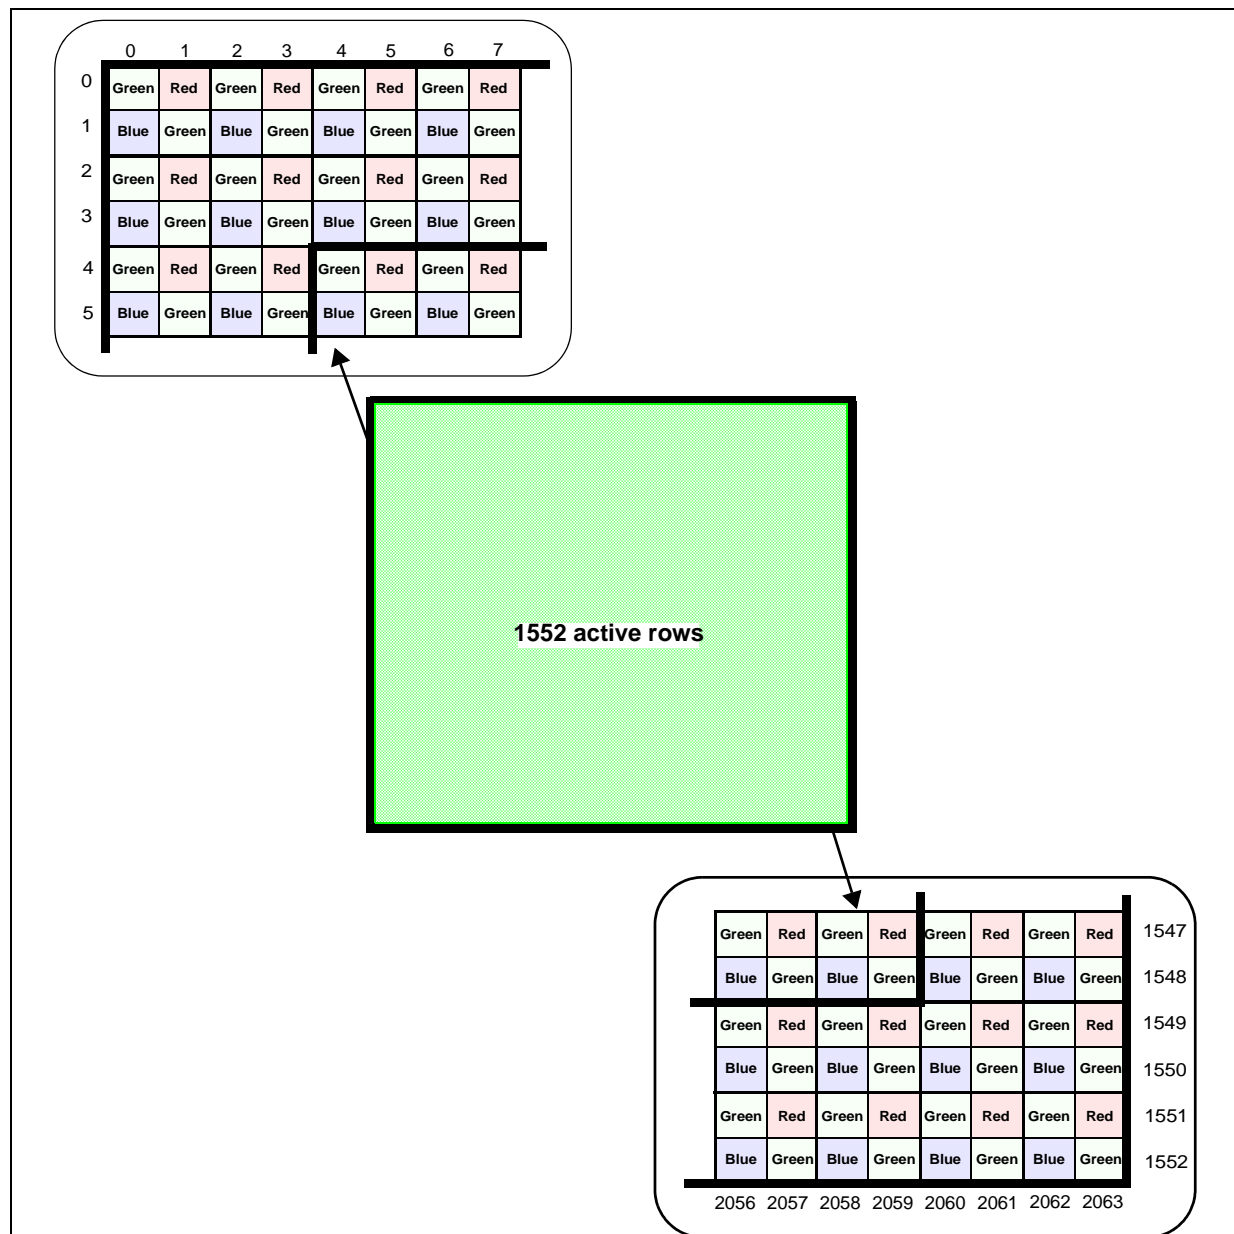 0 1 2 3 4 5 6 7
0 Green Red Green Red Green Red Green Red
1 Blue Green Blue Green Blue Green Blue Green
2 Green Red Green Red Green Red Green Red
3 Blue Green Blue Green Blue Green Blue Green
4 Green Red Green Red Green Red Green Red
5 Blue Green Blue Green Blue Green Blue Green
1552 active rows
Green Red Green Red Green Red Green Red 1547
Blue Green Blue Green Blue Green Blue Green 1548
Green Red Green Red Green Red Green Red 1549
Blue Green Blue Green Blue Green Blue Green 1550
Green Red Green Red Green Red Green Red 1551
Blue Green Blue Green Blue Green Blue Green 1552
2056 2057 2058 2059 2060 2061 2062 2063